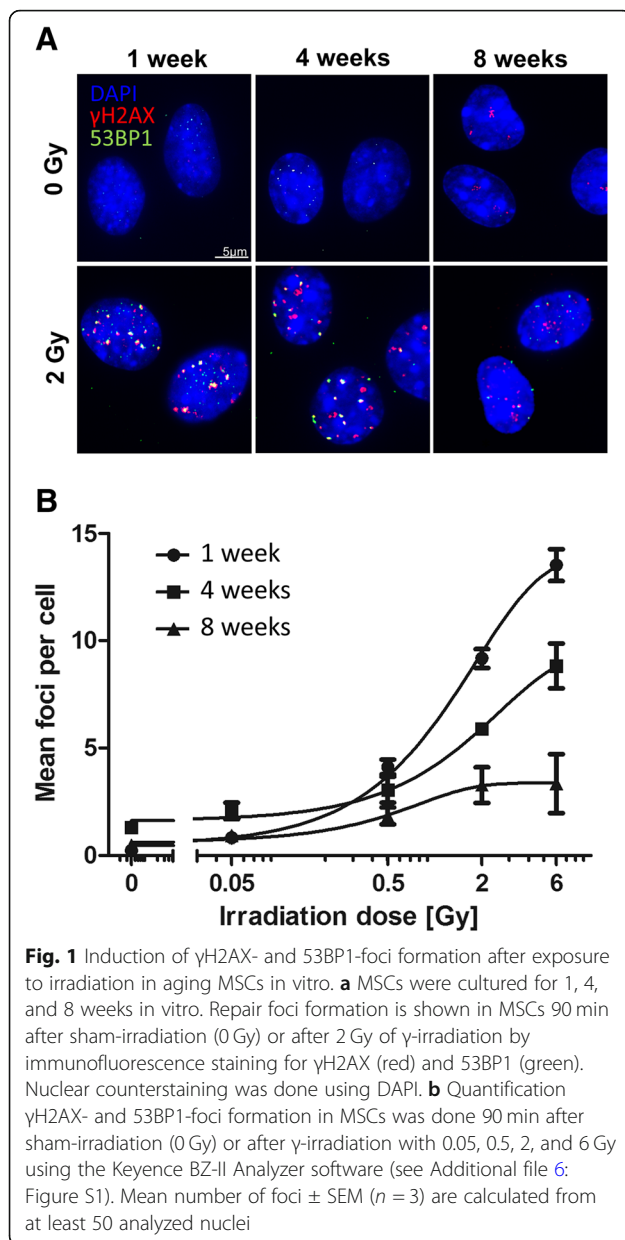 A
1 week
4 weeks
8 weeks
DAPI
γH2AX
53BP1
0 Gy
5µm
2 Gy
B
15
10
5
0
Mean foci per cell
1 week
4 weeks
8 weeks
0
0.05
0.5
2
6
Irradiation dose [Gy]
Fig. 1 Induction of γH2AX- and 53BP1-foci formation after exposure
to irradiation in aging MSCs in vitro. a MSCs were cultured for 1, 4,
and 8 weeks in vitro. Repair foci formation is shown in MSCs 90 min
after sham-irradiation (0 Gy) or after 2 Gy of γ-irradiation by
immunofluorescence staining for γH2AX (red) and 53BP1 (green).
Nuclear counterstaining was done using DAPI. b Quantification
γH2AX- and 53BP1-foci formation in MSCs was done 90 min after
sham-irradiation (0 Gy) or after γ-irradiation with 0.05, 0.5, 2, and 6 Gy
using the Keyence BZ-II Analyzer software (see Additional file 6:
Figure S1). Mean number of foci ± SEM (n = 3) are calculated from
at least 50 analyzed nuclei